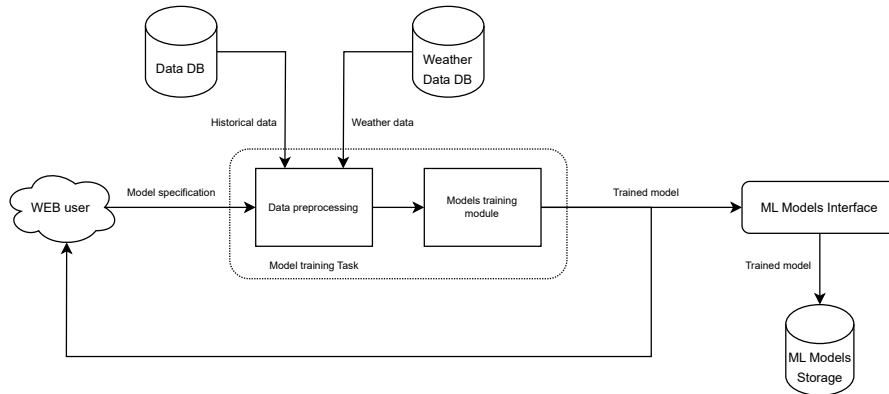 Data DB
Weather
Data DB
Historical data
Weather data
WEB user
Model specification
Data preprocessing
Models training
module
Trained model
ML Models Interface
Model training Task
Trained model
ML Models
Storage